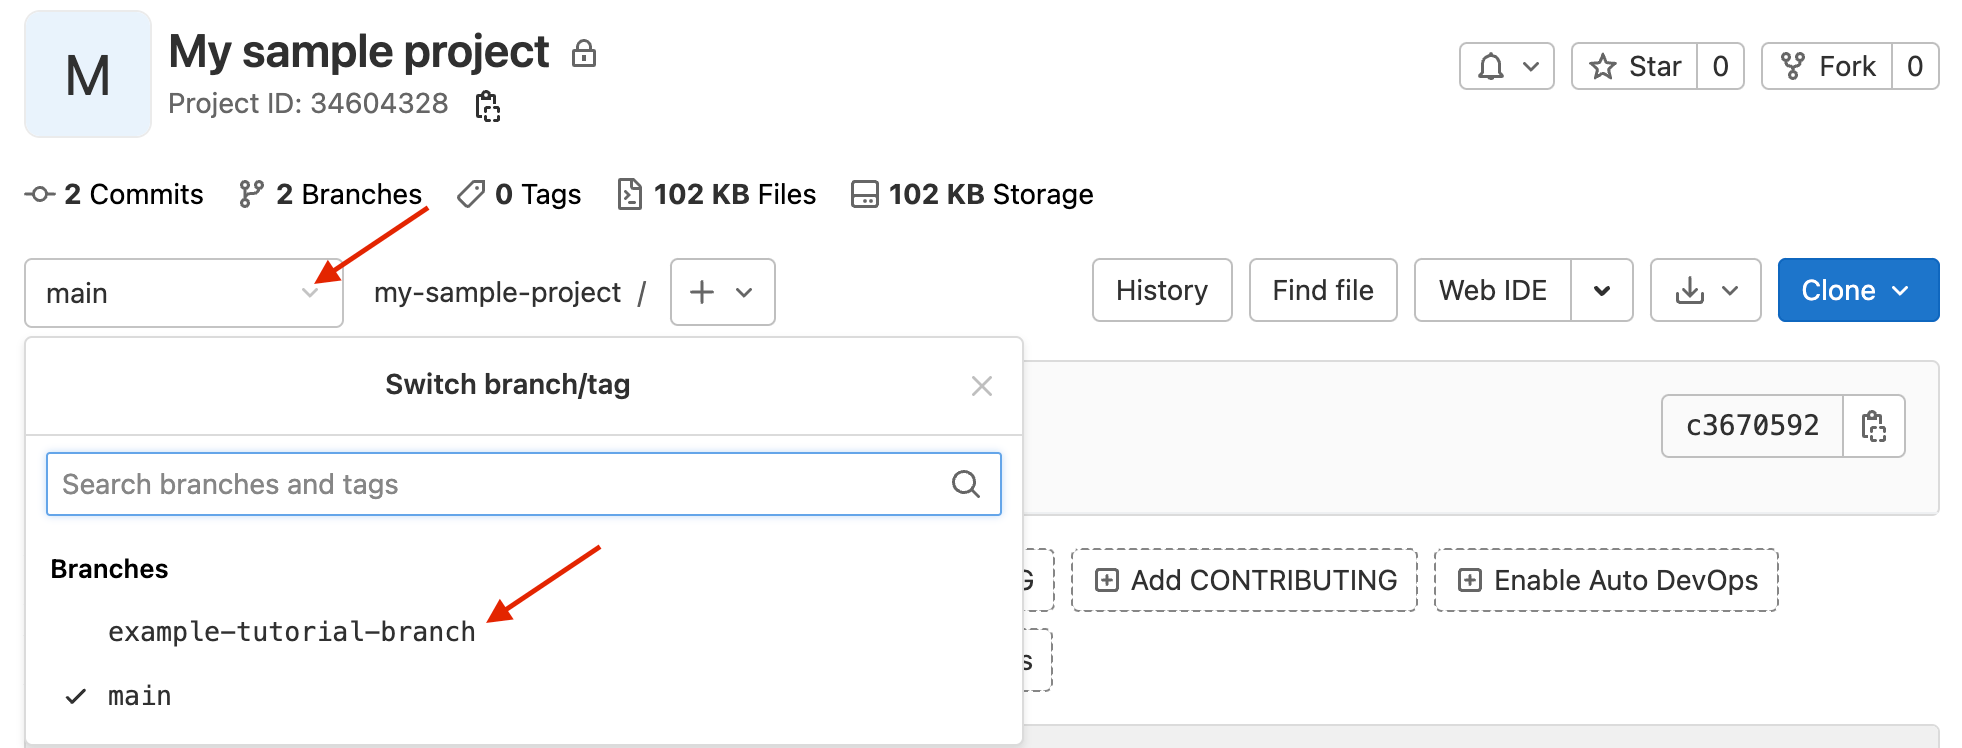 M
My sample project
Project ID: 34604328
Star 0
Fork 0
2 Commits 2 Branches 0 Tags 102 KB Files 102 KB Storage
main my-sample-project / History Find file Web IDE Clone
Switch branch/tag
c3670592
Search branches and tags
Branches
Add CONTRIBUTING Enable Auto DevOps
example-tutorial-branch
main